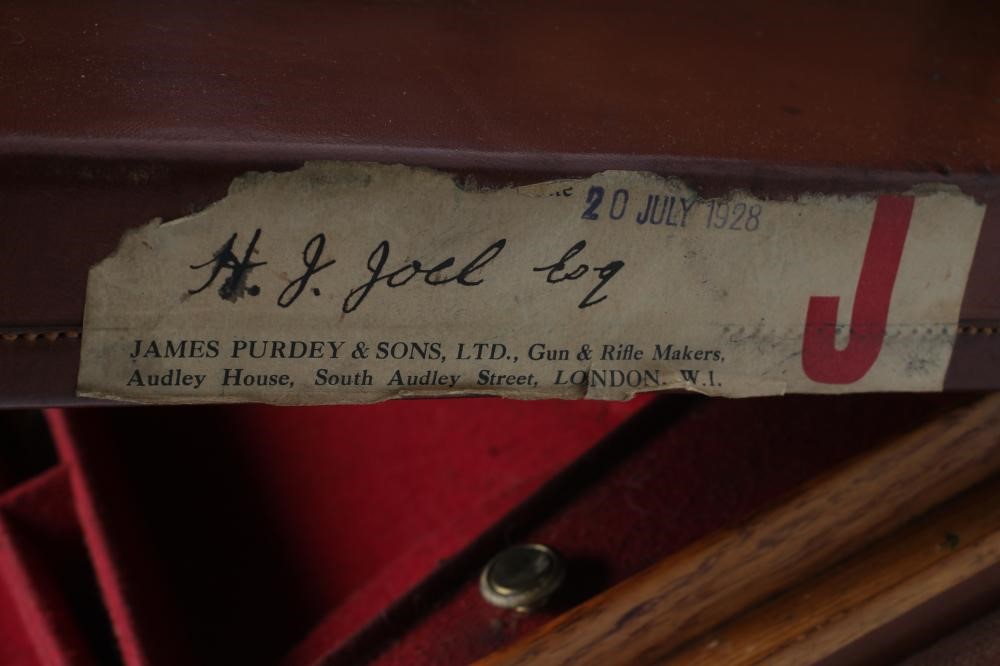 20 JULY 1928
H. J. Joel Esq
J
JAMES PURDEY & SONS, LTD., Gun & Rifle Makers,
Audley House, South Audley Street, LONDON. W.1.